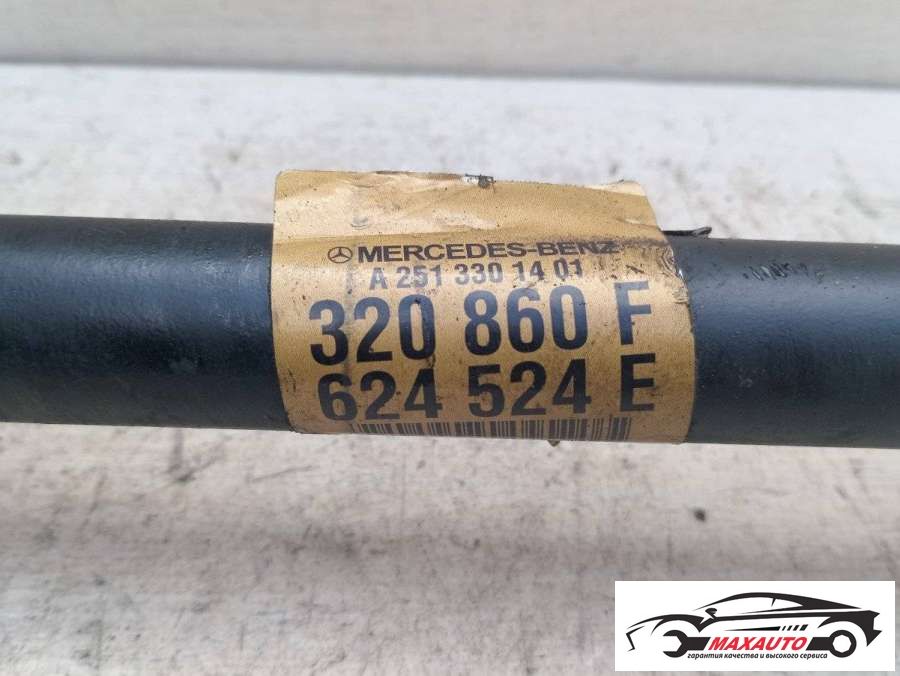 MERCEDES-BENZ
A 251 330 14 01
320 860 F
624 524 E
MAXAUTO
гарантия качества и высокого сервиса